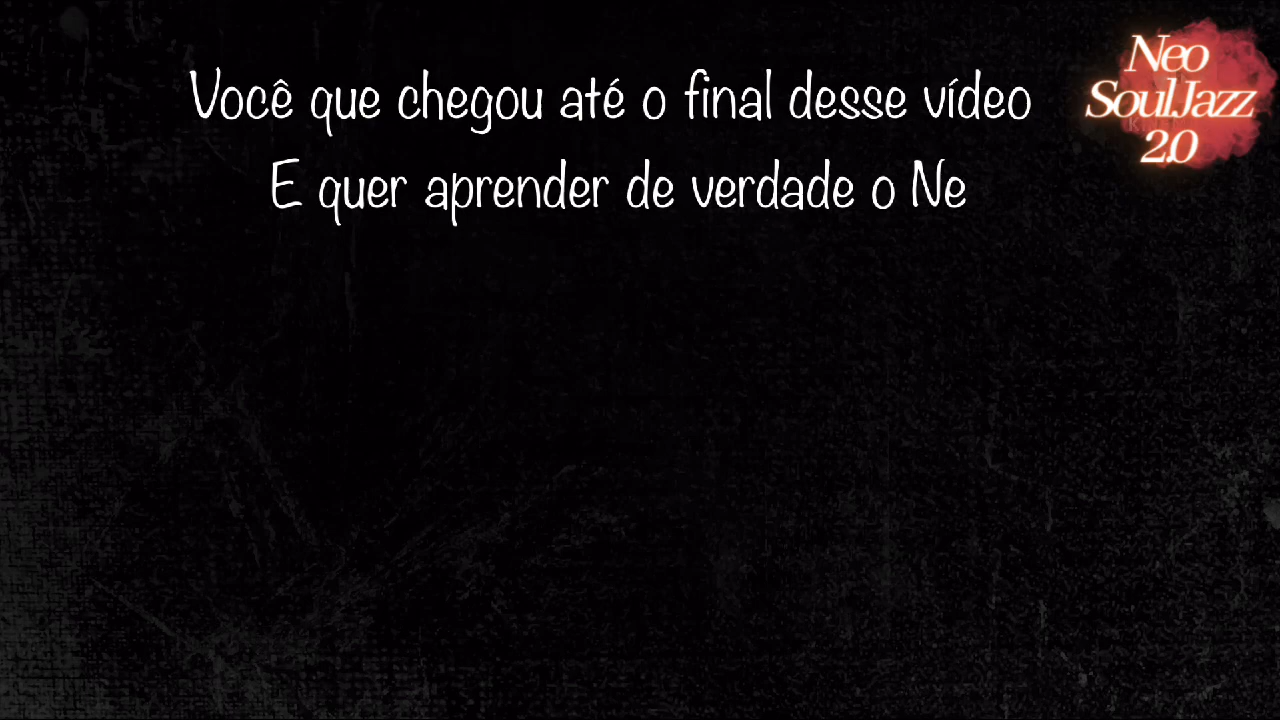 Você que chegou até o final desse vídeo
E quer aprender de verdade o Ne
Neo
SoulJazz
2.0